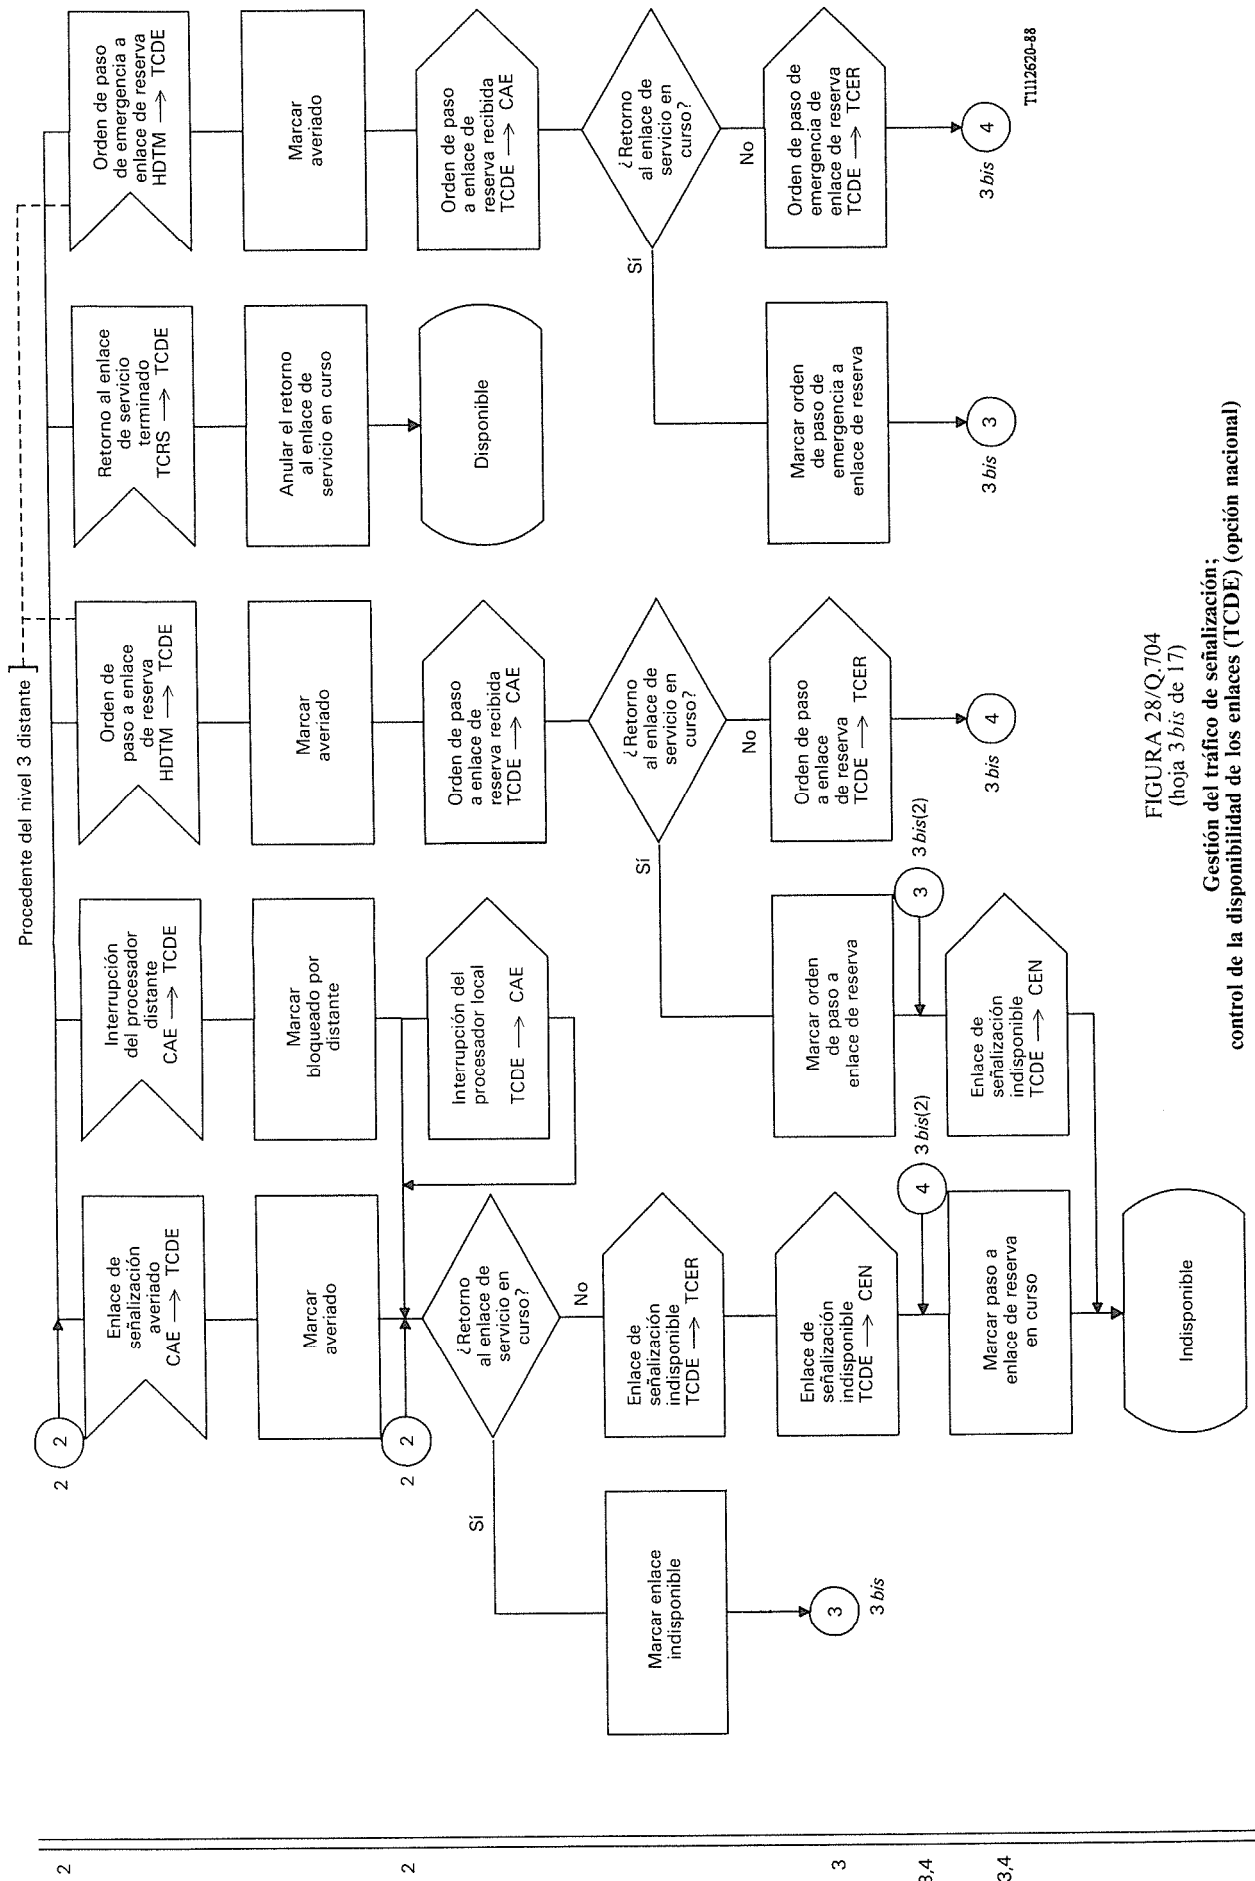 Procedente del nivel 3 distante
2
2
Enlace de
señalización
averiado
CAE → TCDE
Interrupción
del procesador
distante
CAE → TCDE
Orden de
paso a enlace
de reserva
HDTM → TCDE
Retorno al enlace
de servicio
terminado
TCRS → TCDE
Orden de paso
de emergencia a
enlace de reserva
HDTM → TCDE
Marcar
averiado
Marcar
bloqueado por
distante
Marcar
averiado
Anular el retorno
al enlace de
servicio en curso
Marcar
averiado
2
2
¿Retorno
al enlace de
servicio en
curso?
Sí
No
Interrupción del
procesador local
TCDE → CAE
Orden de paso
a enlace de
reserva recibida
TCDE → CAE
Disponible
Orden de paso
a enlace de
reserva recibida
TCDE → CAE
¿Retorno
al enlace de
servicio en
curso?
Sí
No
¿Retorno
al enlace de
servicio en
curso?
Sí
No
Marcar enlace
indisponible
Enlace de
señalización
indisponible
TCDE → TCER
Enlace de
señalización
indisponible
TCDE → CEN
Marcar orden
de paso a
enlace de reserva
Orden de paso
a enlace
de reserva
TCDE → TCER
Marcar orden
de paso de
emergencia a
enlace de reserva
Orden de paso de
emergencia de
enlace de reserva
TCDE → TCER
3
3 bis
4
3 bis(2)
3
3 bis(2)
4
3 bis
3
3 bis
4
3 bis
Marcar paso a
enlace de reserva
en curso
Enlace de
señalización
indisponible
TCDE → CEN
Indisponible
T1112620-88
FIGURA 28/Q.704
(hoja 3 bis de 17)
Gestión del tráfico de señalización;
control de la disponibilidad de los enlaces (TCDE) (opción nacional)
2
2
3
3,4
3,4